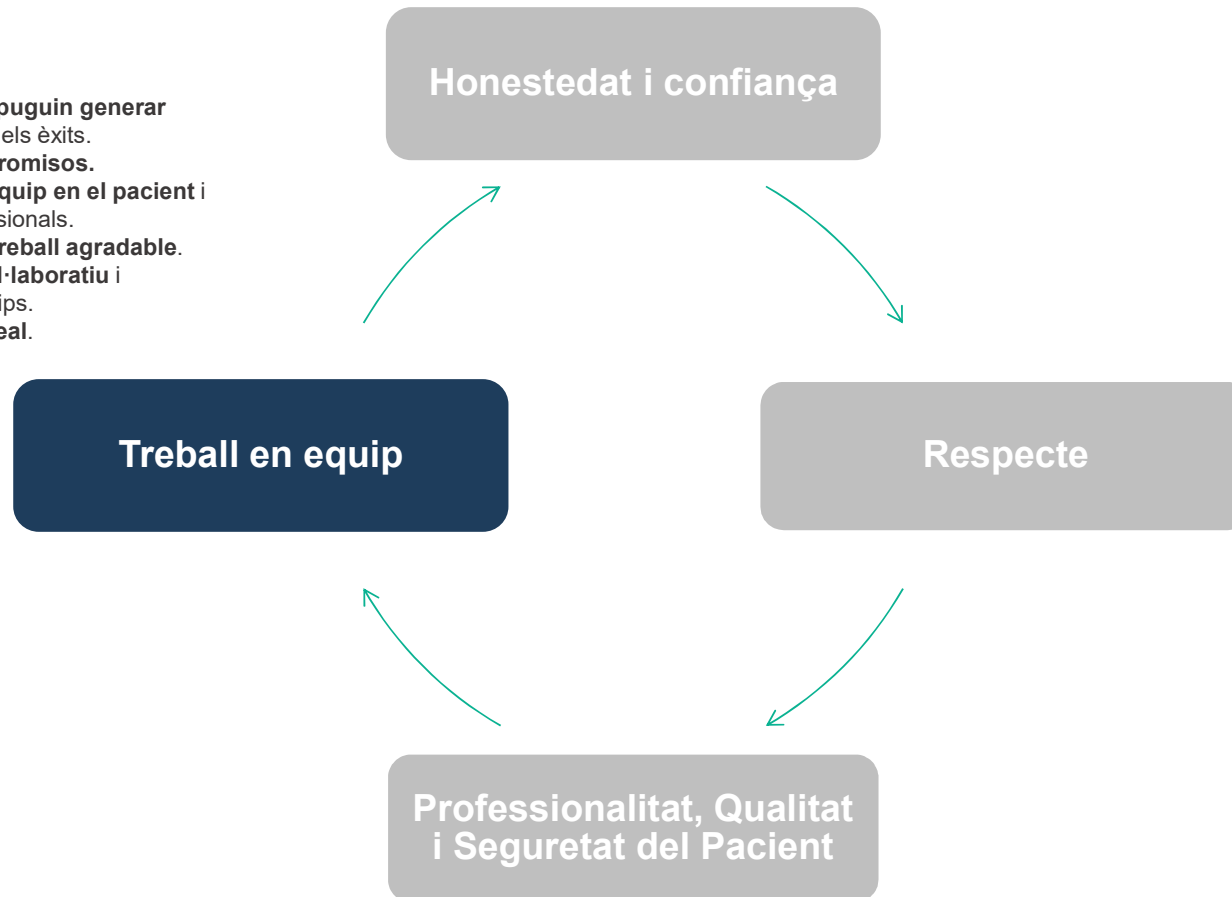 Honestedat i confiança
puguin generar
els èxits.
romisos.
quip en el pacient i
sionals.
reball agradable.
l·laboratiu i
ips.
eal.
Treball en equip
Respecte
Professionalitat, Qualitat
i Seguretat del Pacient